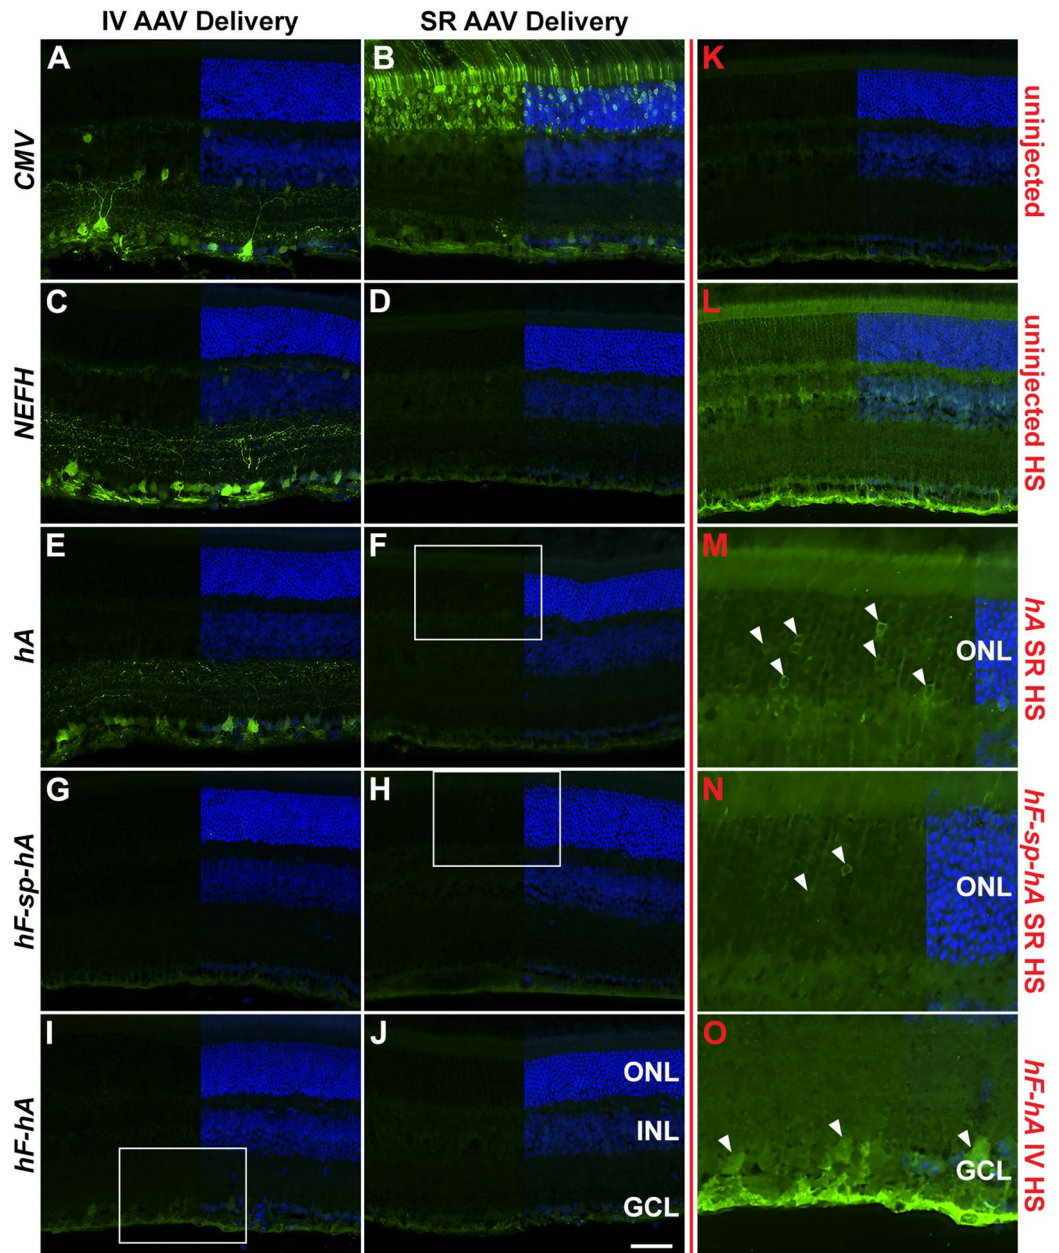 IV AAV Delivery
SR AAV Delivery
A
B
K
CMV
uninjected
C
D
L
NEFH
uninjected HS
E
F
M
hA
ONL
hA SR HS
G
H
N
hF-sp-hA
ONL
hF-sp-hA SR HS
I
J
O
hF-hA
ONL
INL
GCL
GCL
hF-hA IV HS